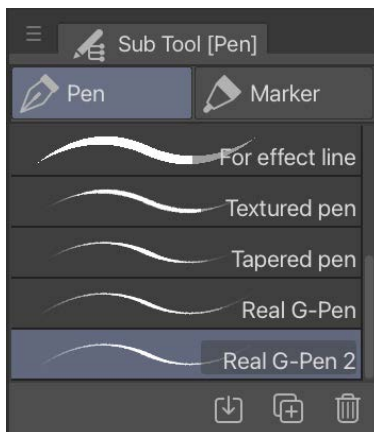 Sub Tool [Pen]
Pen
Marker
For effect line
Textured pen
Tapered pen
Real G-Pen
Real G-Pen 2